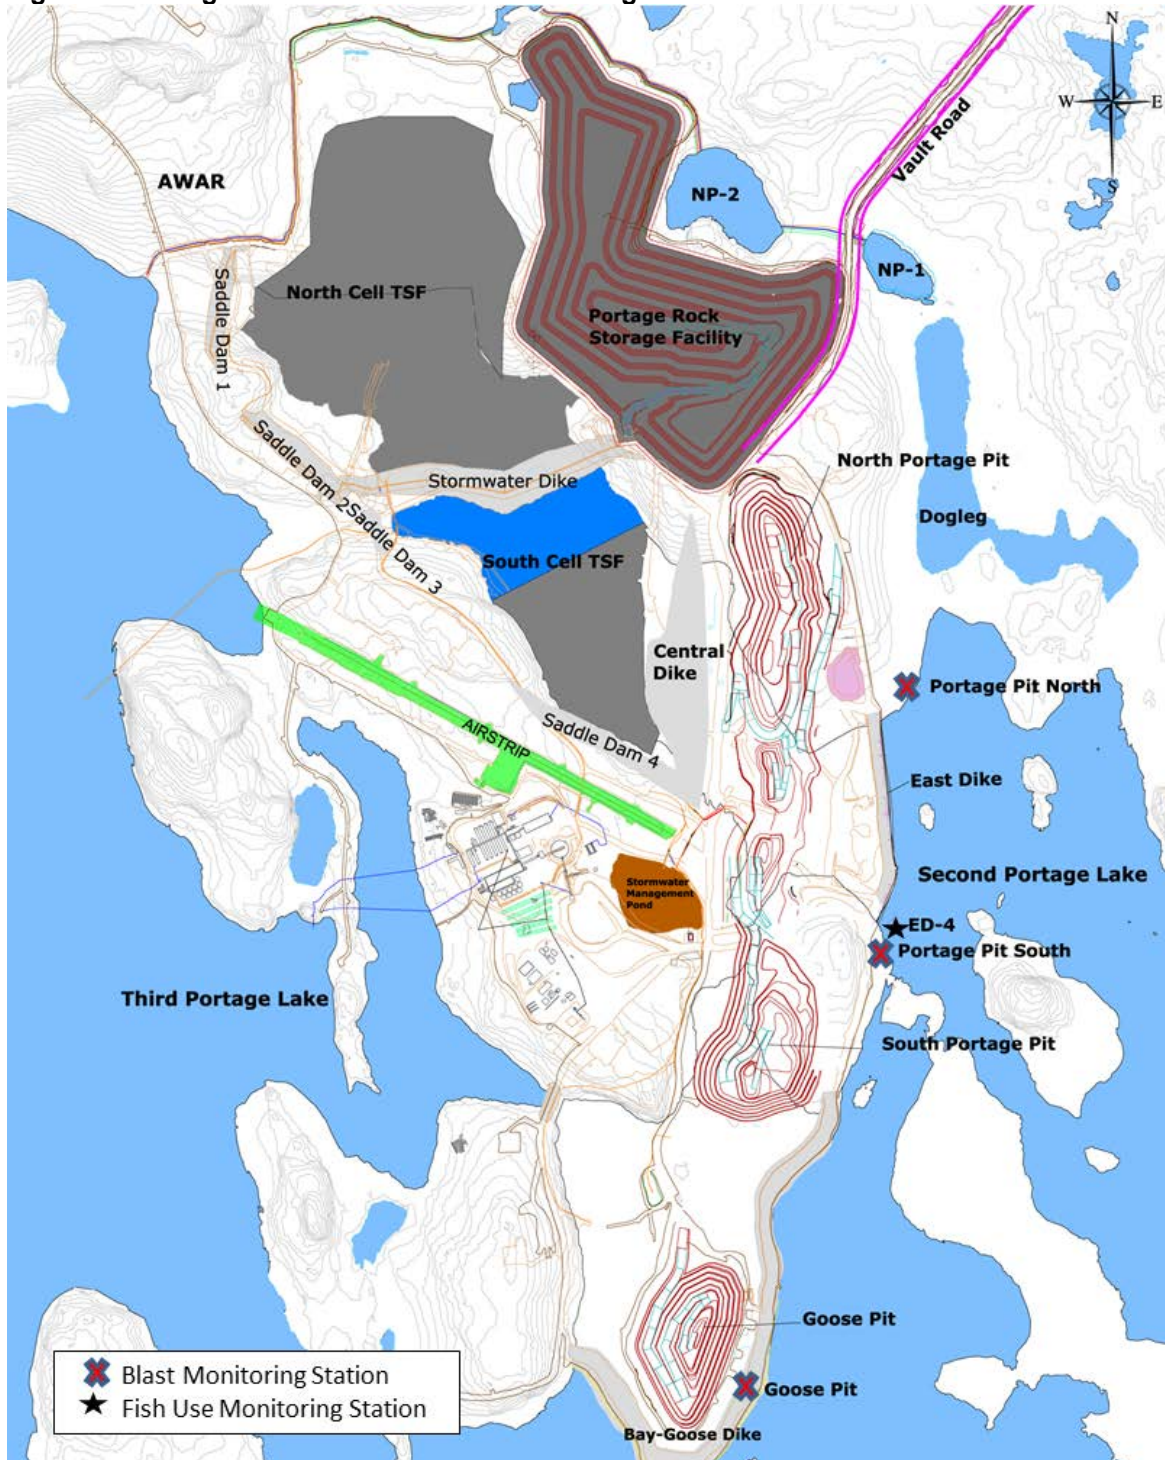 N
W
E
S
Vault Road
AWAR
NP-2
NP-1
North Cell TSF
Saddle Dam 1
Portage Rock
Storage Facility
Saddle Dam 2
Stormwater Dike
North Portage Pit
Dogleg
Saddle Dam 3
South Cell TSF
Central
Dike
Portage Pit North
Saddle Dam 4
AIRSTRIP
East Dike
Second Portage Lake
Stormwater
Management
Pond
ED-4
Portage Pit South
Third Portage Lake
South Portage Pit
Goose Pit
Goose Pit
Bay-Goose Dike
Blast Monitoring Station
Fish Use Monitoring Station